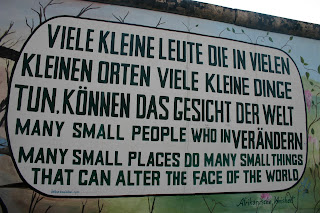 VIELE KLEINE LEUTE DIE IN VIELEN
KLEINEN ORTEN VIELE KLEINE DINGE
TUN, KÖNNEN DAS GESICHT DER WELT
VERÄNDERN
MANY SMALL PEOPLE WHO IN
MANY SMALL PLACES DO MANY SMALL THINGS
THAT CAN ALTER THE FACE OF THE WORLD
Afrikanische Weisheit